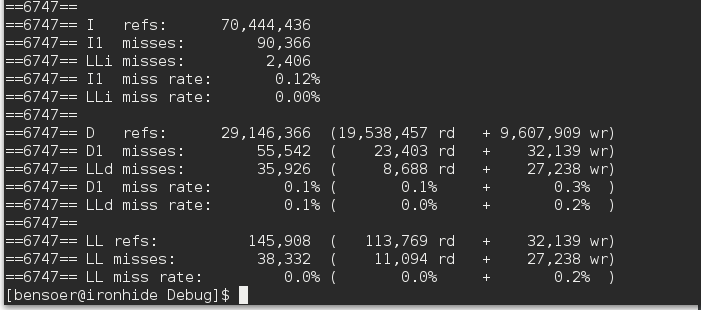 ==6747==
==6747== I   refs:      70,444,436
==6747== I1  misses:        90,366
==6747== LLi misses:         2,406
==6747== I1  miss rate:       0.12%
==6747== LLi miss rate:       0.00%
==6747==
==6747== D   refs:      29,146,366  (19,538,457 rd   + 9,607,909 wr)
==6747== D1  misses:        55,542  (    23,403 rd   +    32,139 wr)
==6747== LLd misses:        35,926  (     8,688 rd   +    27,238 wr)
==6747== D1  miss rate:        0.1% (       0.1%     +       0.3%  )
==6747== LLd miss rate:        0.1% (       0.0%     +       0.2%  )
==6747==
==6747== LL refs:          145,908  (   113,769 rd   +    32,139 wr)
==6747== LL misses:         38,332  (    11,094 rd   +    27,238 wr)
==6747== LL miss rate:         0.0% (       0.0%     +       0.2%  )
[bensoer@ironhide Debug]$